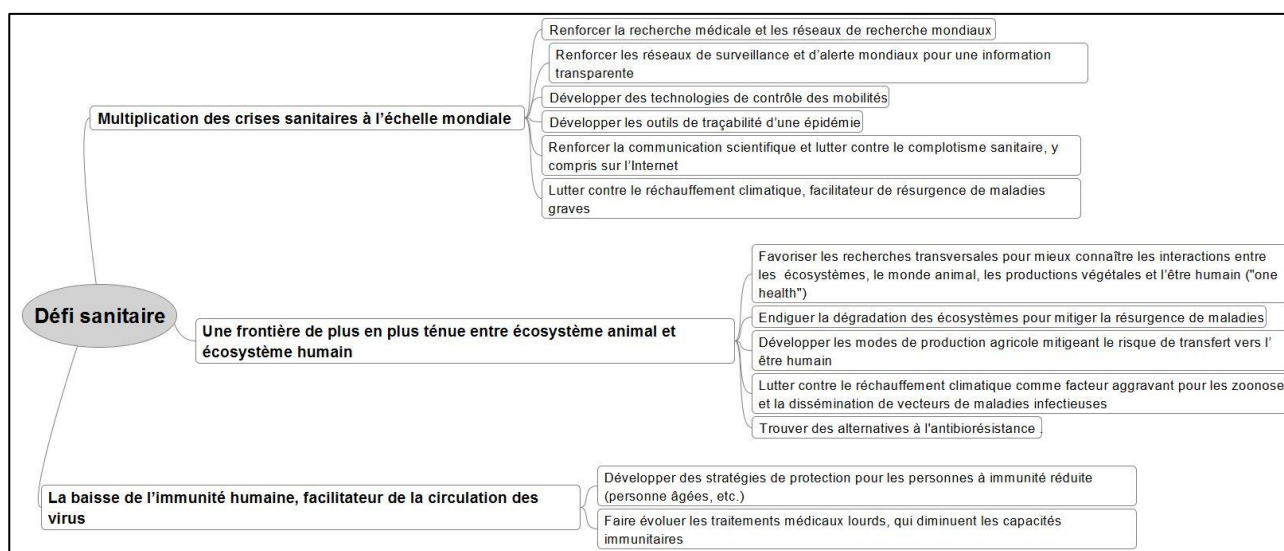 Défi sanitaire
Multiplication des crises sanitaires à l’échelle mondiale
Renforcer la recherche médicale et les réseaux de recherche mondiaux
Renforcer les réseaux de surveillance et d’alerte mondiaux pour une information
transparente
Développer des technologies de contrôle des mobilités
Développer les outils de traçabilité d’une épidémie
Renforcer la communication scientifique et lutter contre le complotisme sanitaire, y
compris sur l’Internet
Lutter contre le réchauffement climatique, facilitateur de résurgence de maladies
graves
Une frontière de plus en plus ténue entre écosystème animal et
écosystème humain
Favoriser les recherches transversales pour mieux connaître les interactions entre
les écosystèmes, le monde animal, les productions végétales et l’être humain ("one
health")
Endiguer la dégradation des écosystèmes pour mitiger la résurgence de maladies
Développer les modes de production agricole mitigeant le risque de transfert vers l’
être humain
Lutter contre le réchauffement climatique comme facteur aggravant pour les zoonose
et la dissémination de vecteurs de maladies infectieuses
Trouver des alternatives à l'antibiorésistance .
La baisse de l’immunité humaine, facilitateur de la circulation des
virus
Développer des stratégies de protection pour les personnes à immunité réduite
(personne âgées, etc.)
Faire évoluer les traitements médicaux lourds, qui diminuent les capacités
immunitaires